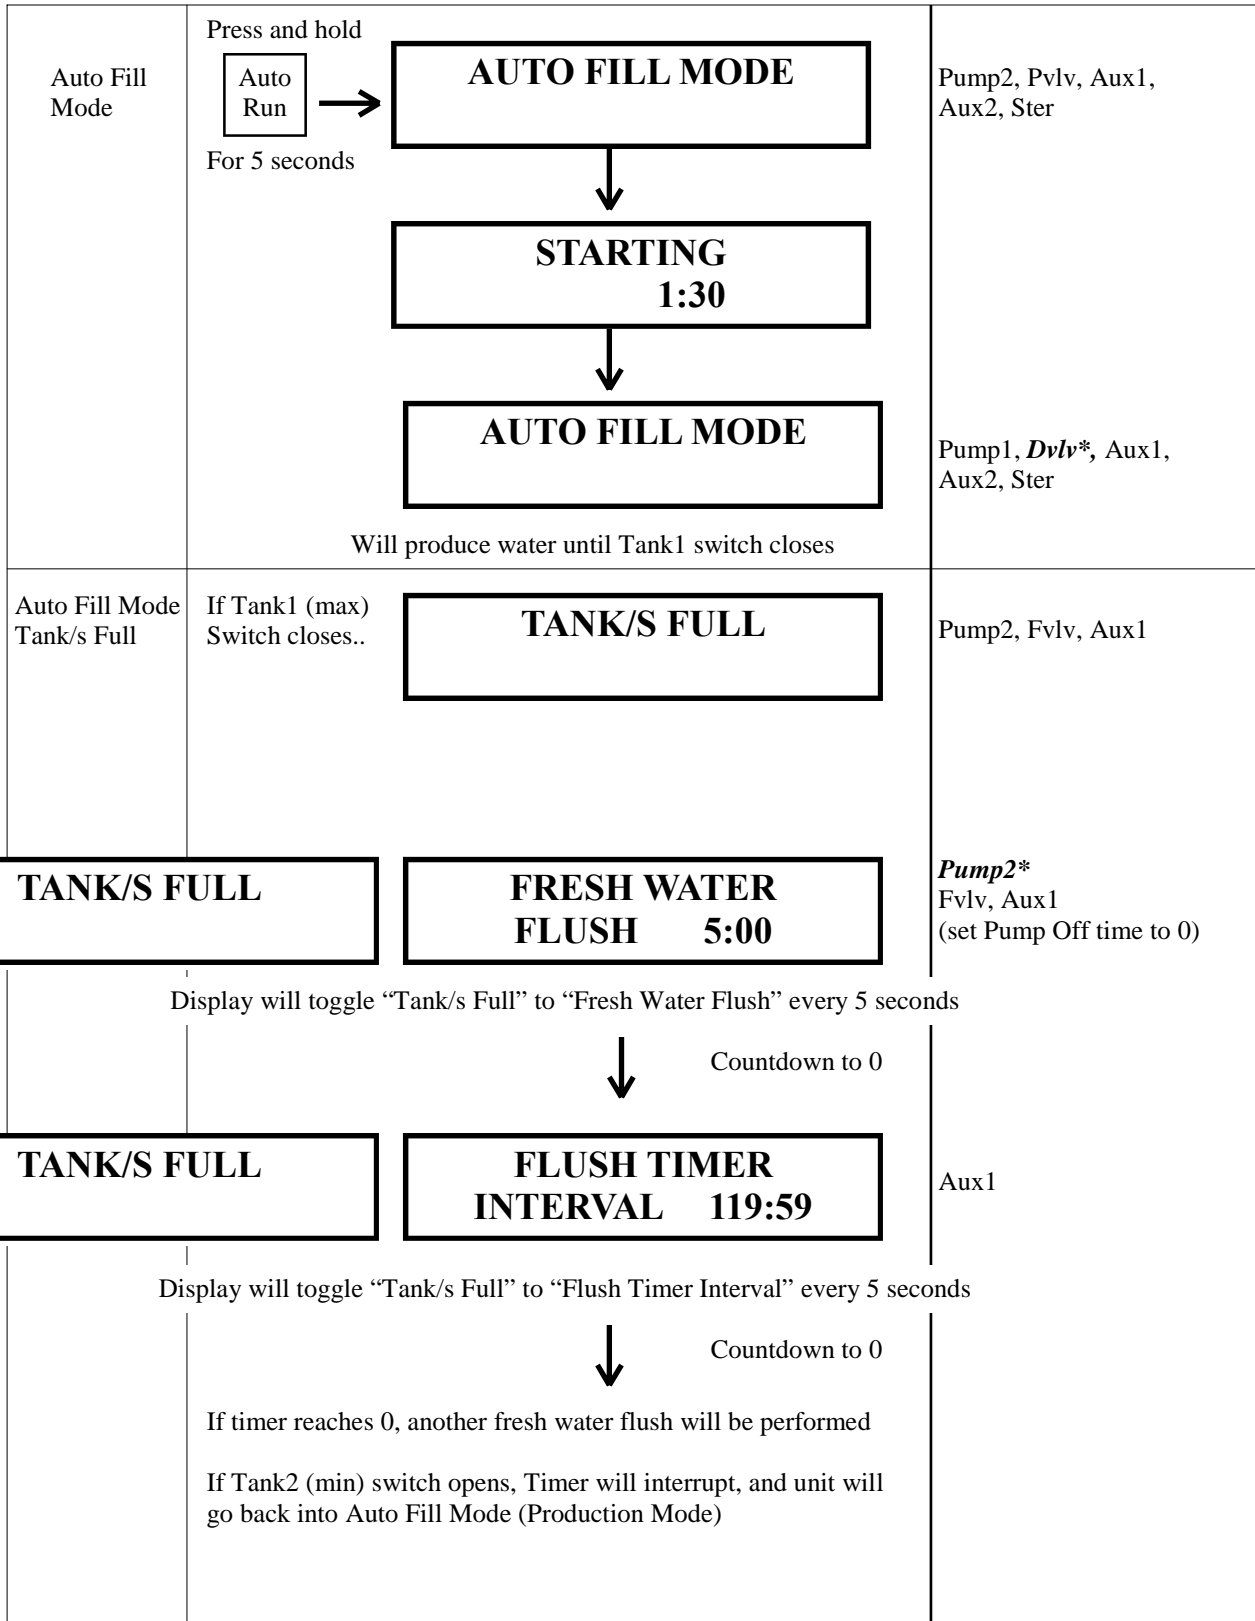 Auto Fill
Mode
Press and hold
Auto
Run
For 5 seconds
AUTO FILL MODE
Pump2, Pvlv, Aux1,
Aux2, Ster
STARTING
1:30
AUTO FILL MODE
Pump1, Dvlv*, Aux1,
Aux2, Ster
Will produce water until Tank1 switch closes
Auto Fill Mode
Tank/s Full
If Tank1 (max)
Switch closes..
TANK/S FULL
Pump2, Fvlv, Aux1
TANK/S FULL
FRESH WATER
FLUSH 5:00
Pump2*
Fvlv, Aux1
(set Pump Off time to 0)
Display will toggle “Tank/s Full” to “Fresh Water Flush” every 5 seconds
Countdown to 0
TANK/S FULL
FLUSH TIMER
INTERVAL 119:59
Aux1
Display will toggle “Tank/s Full” to “Flush Timer Interval” every 5 seconds
Countdown to 0
If timer reaches 0, another fresh water flush will be performed
If Tank2 (min) switch opens, Timer will interrupt, and unit will
go back into Auto Fill Mode (Production Mode)